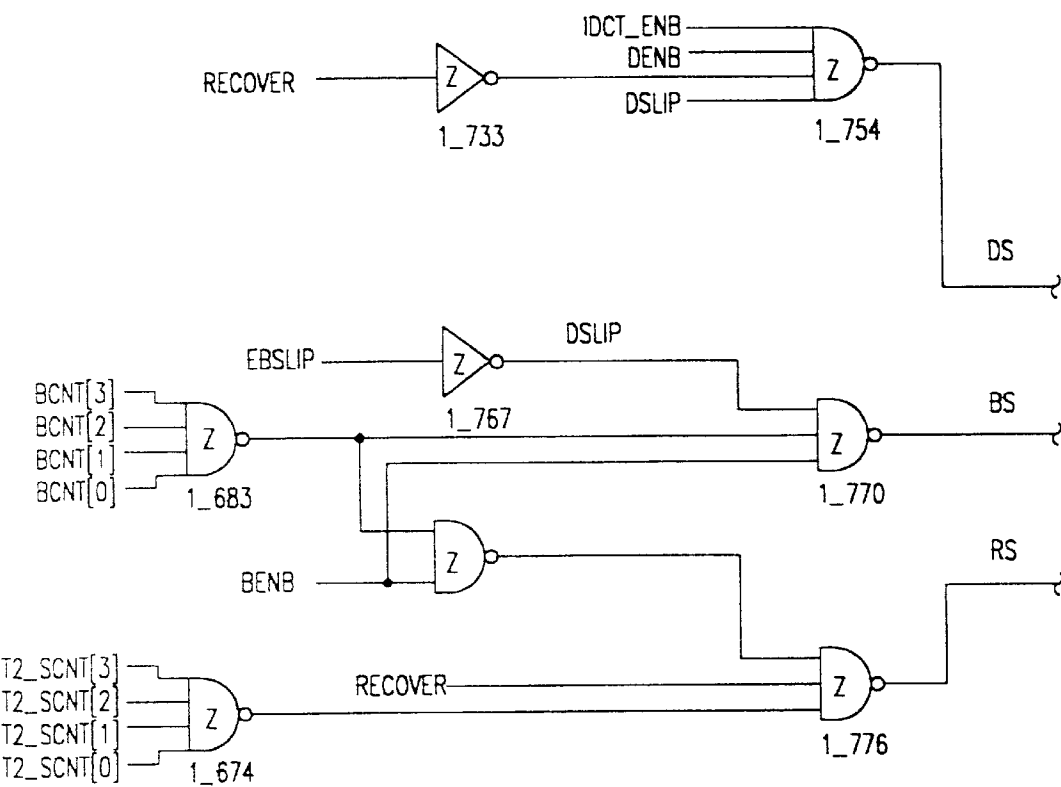 IDCT_ENB
DENB
RECOVER
Z
Z
DSLIP
1_733
1_754
DS
EBSLIP
Z
DSLIP
1_767
BCNT[3]
BCNT[2]
BCNT[1]
BCNT[0]
Z
1_683
Z
1_770
BS
BENB
Z
RS
T2_SCNT[3]
T2_SCNT[2]
T2_SCNT[1]
T2_SCNT[0]
Z
1_674
RECOVER
Z
1_776